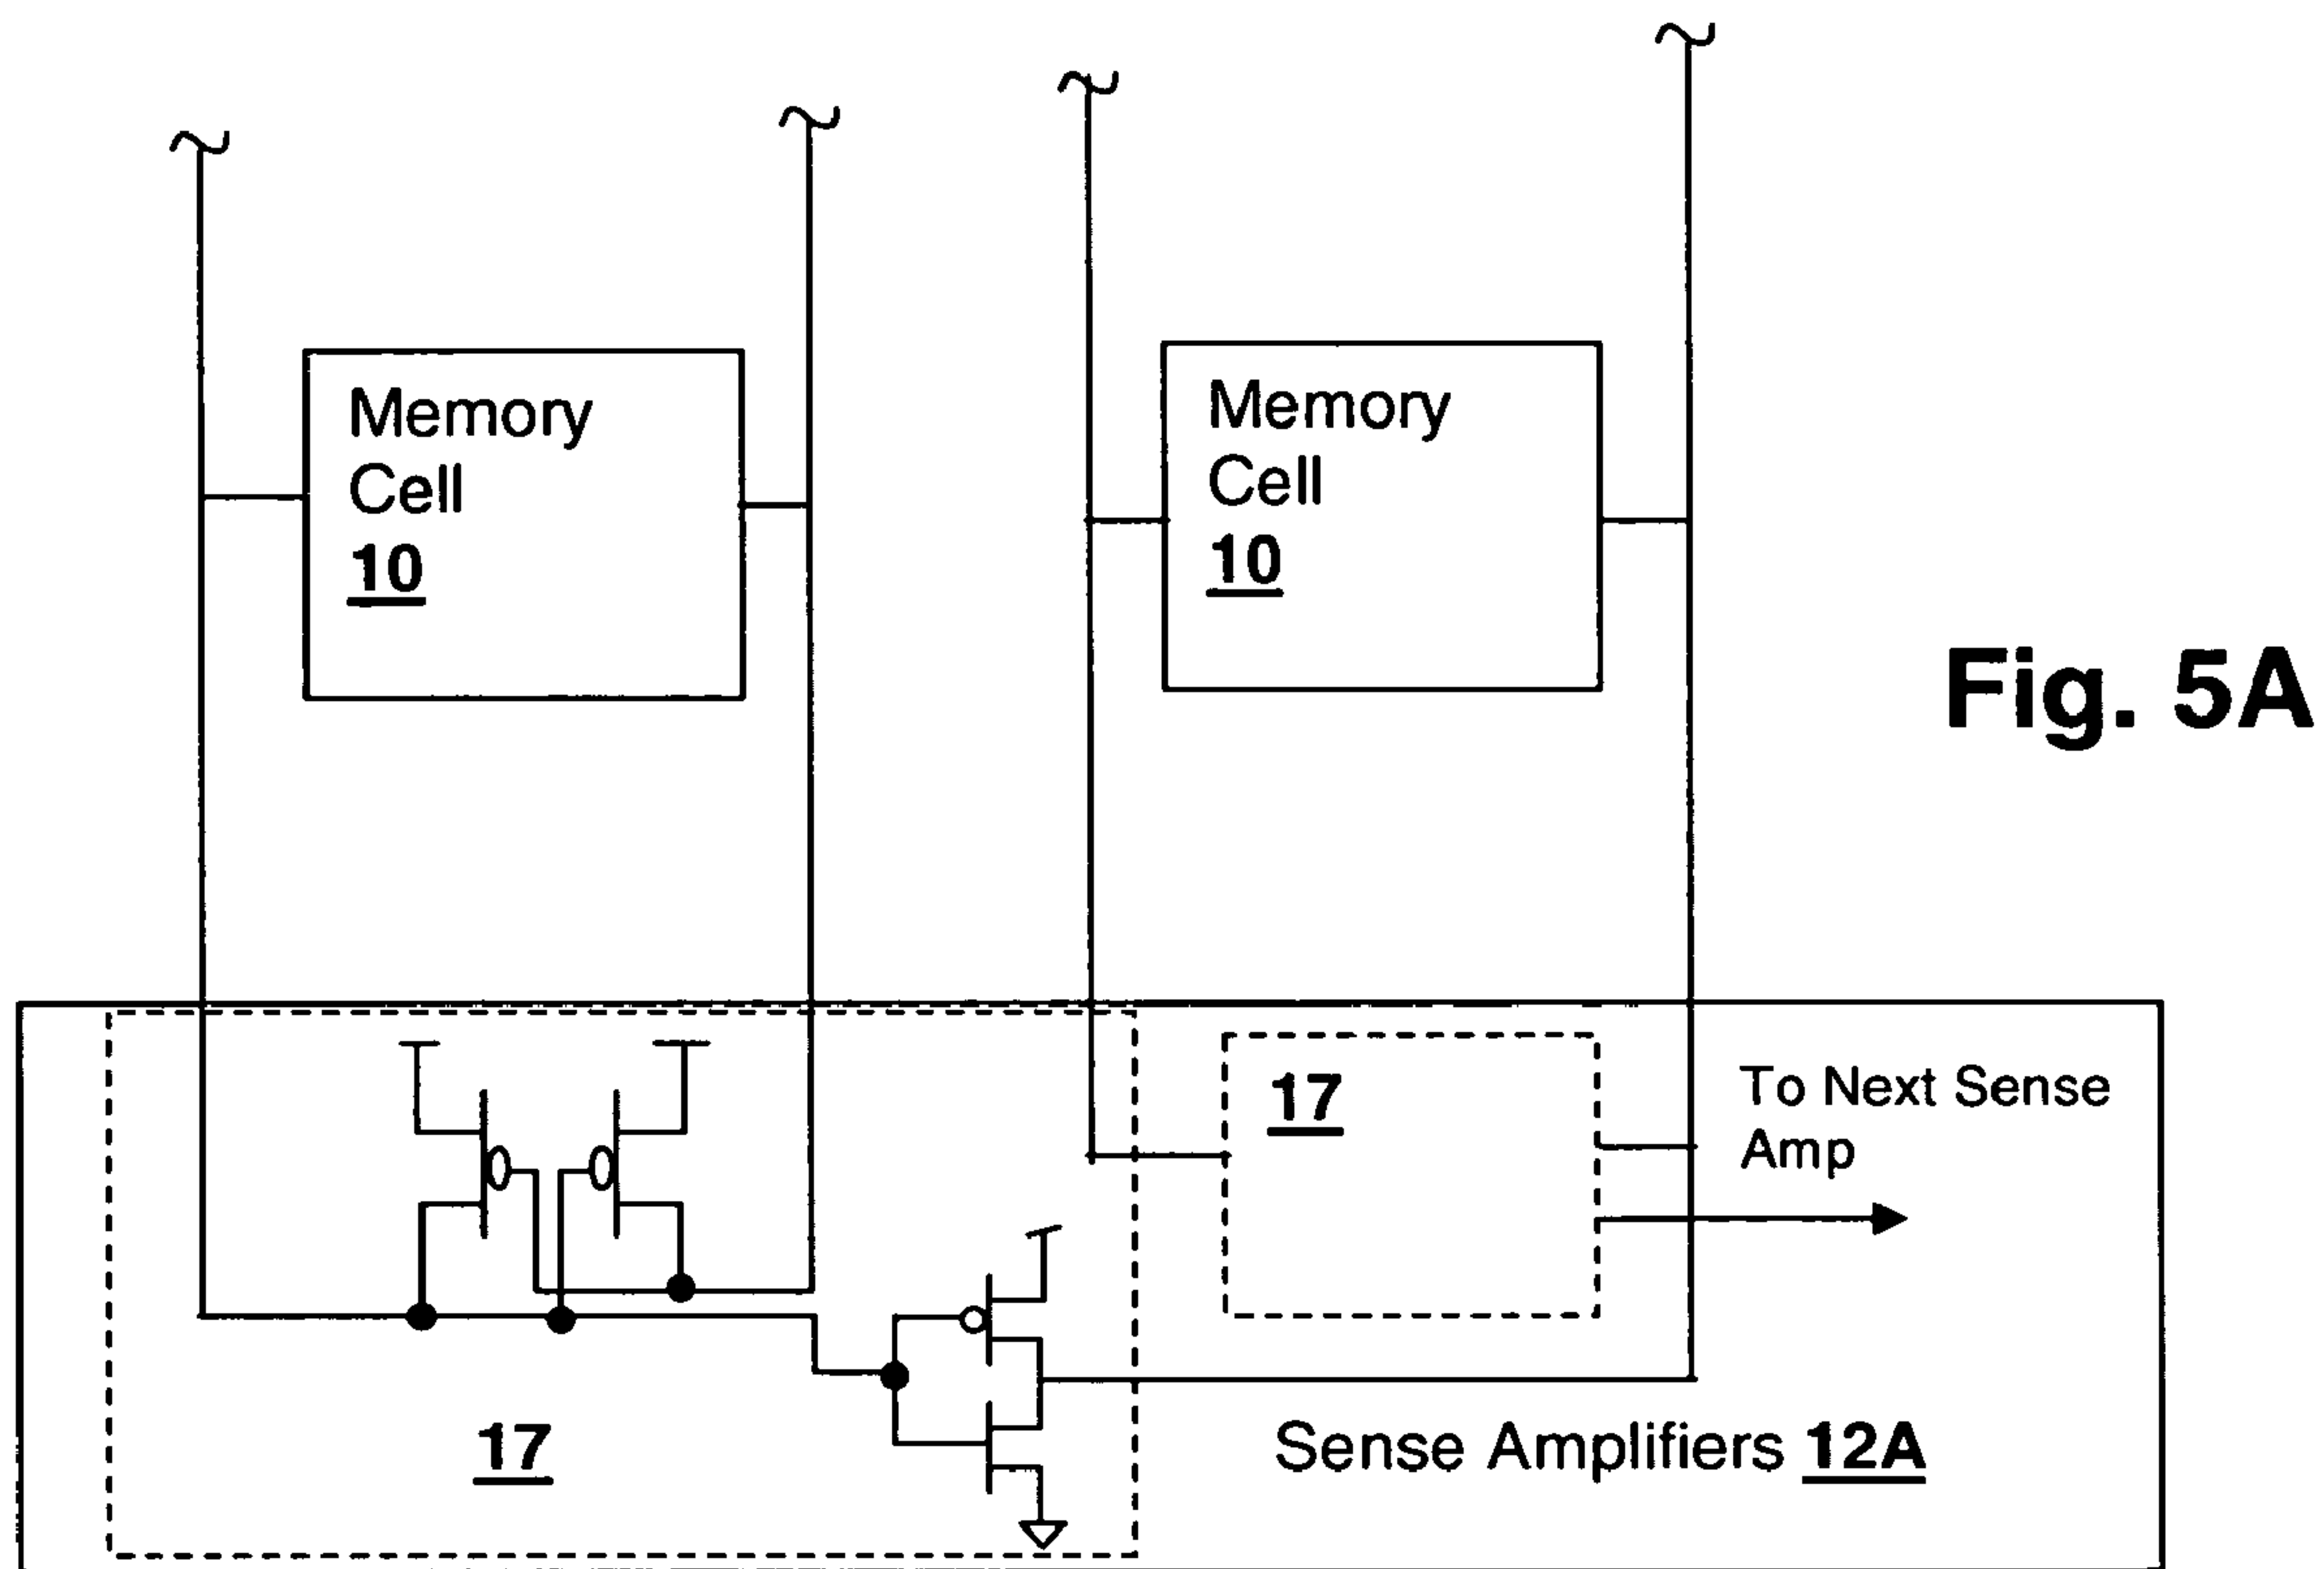 Memory
Cell
10
Memory
Cell
10
Fig. 5A
17
To Next Sense
Amp
17
Sense Amplifiers 12A